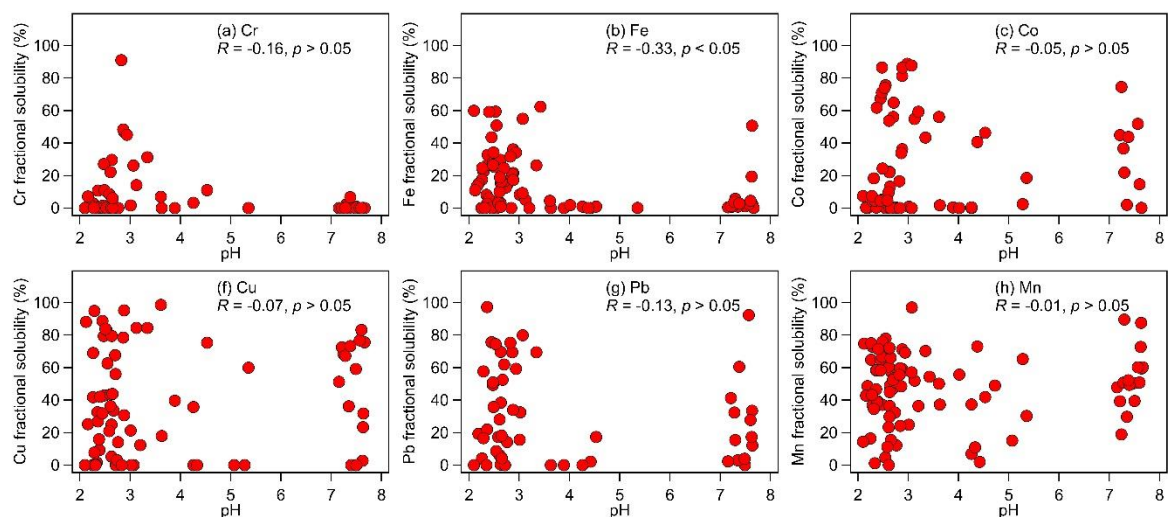 (a) Cr
R = -0.16, p > 0.05
Cr fractional solubility (%)
100
80
60
40
20
0
2 3 4 5 6 7 8
pH
(b) Fe
R = -0.33, p < 0.05
Fe fractional solubility (%)
100
80
60
40
20
0
2 3 4 5 6 7 8
pH
(c) Co
R = -0.05, p > 0.05
Co fractional solubility (%)
100
80
60
40
20
0
2 3 4 5 6 7 8
pH
(f) Cu
R = -0.07, p > 0.05
Cu fractional solubility (%)
100
80
60
40
20
0
2 3 4 5 6 7 8
pH
(g) Pb
R = -0.13, p > 0.05
Pb fractional solubility (%)
100
80
60
40
20
0
2 3 4 5 6 7 8
pH
(h) Mn
R = -0.01, p > 0.05
Mn fractional solubility (%)
100
80
60
40
20
0
2 3 4 5 6 7 8
pH